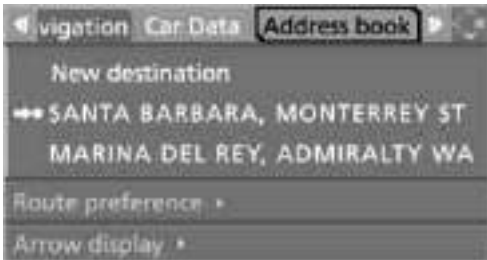 vigation Car Data Address book
New destination
SANTA BARBARA, MONTERREY ST
MARINA DEL REY, ADMIRALTY WA
Route preference
Arrow display